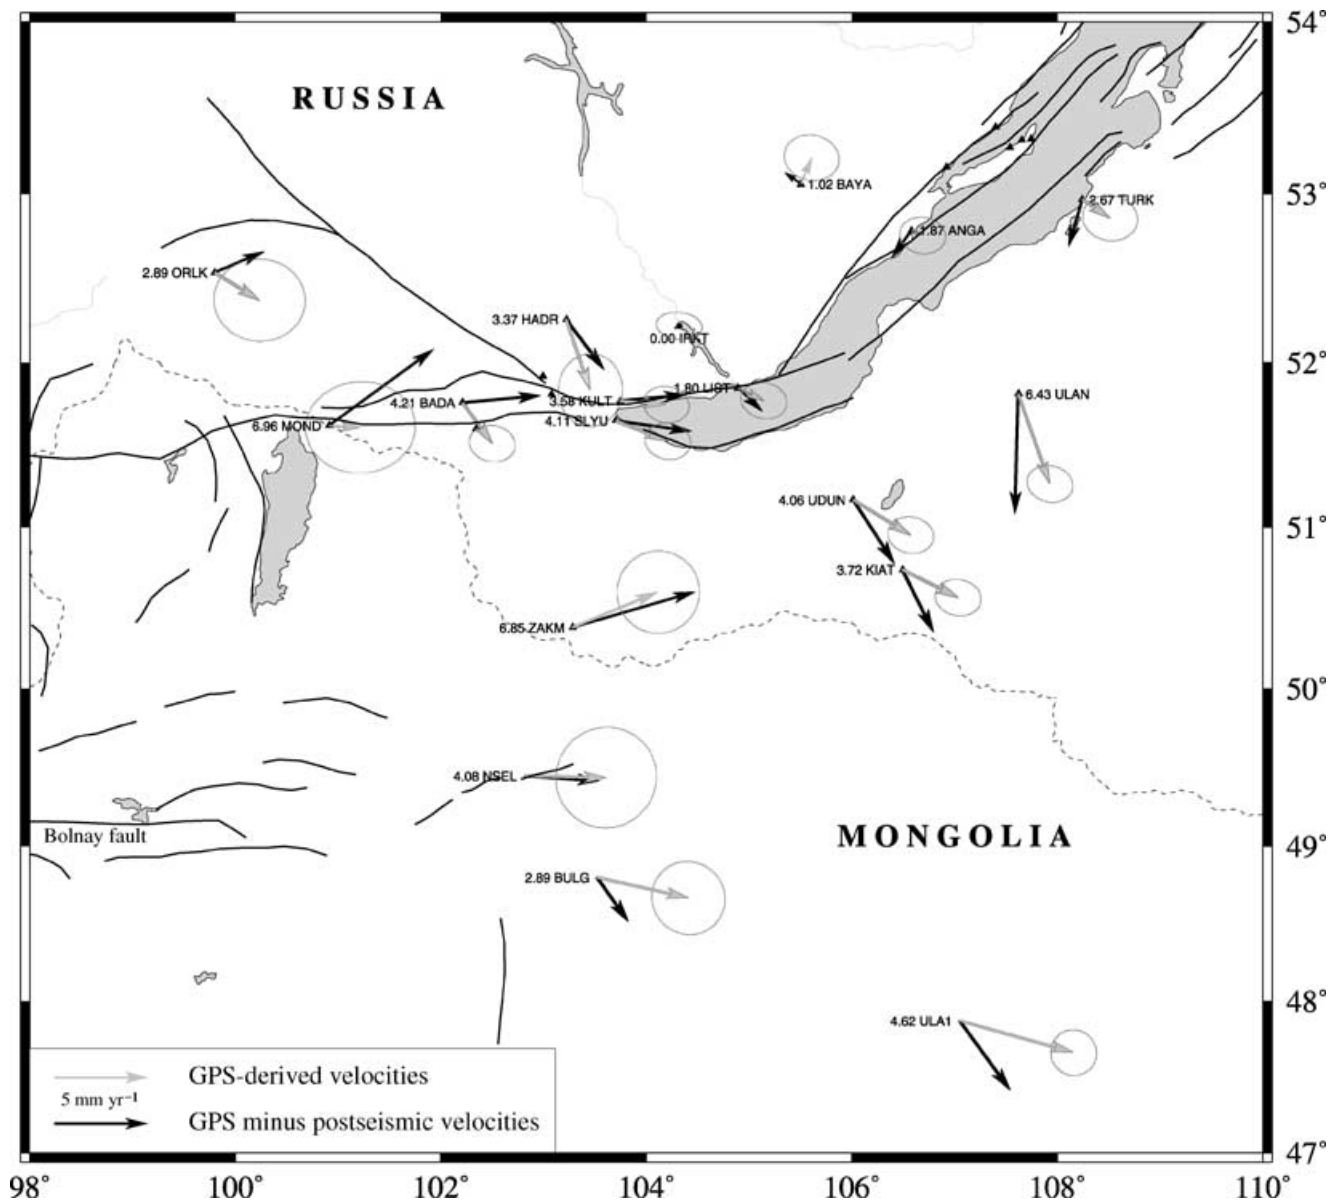 54°
RUSSIA
1.02 BAYA
53°
2.67 TURK
1.87 ANGA
2.89 ORLK
3.37 HADR
0.00 IRKT
52°
1.80 LIST
4.21 BADA
3.58 KULT
6.43 ULAN
4.11 SLYU
6.96 MOND
4.06 UDUN
51°
3.72 KIAT
6.85 ZAKM
50°
4.08 NSEL
Bolnay fault
MONGOLIA
49°
2.89 BULG
48°
4.62 ULA1
GPS-derived velocities
5 mm yr⁻¹
GPS minus postseismic velocities
47°
98° 100° 102° 104° 106° 108° 110°